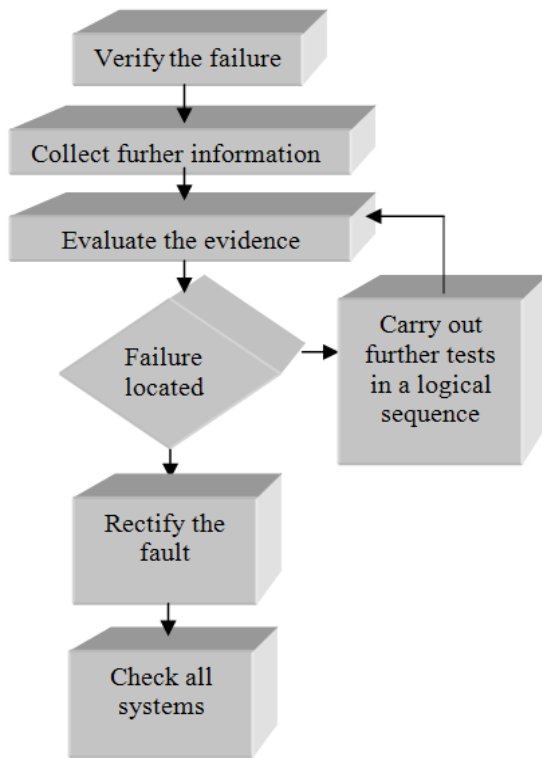 Verify the failure
Collect furher information
Evaluate the evidence
Failure
located
Carry out
further tests
in a logical
sequence
Rectify the
fault
Check all
systems